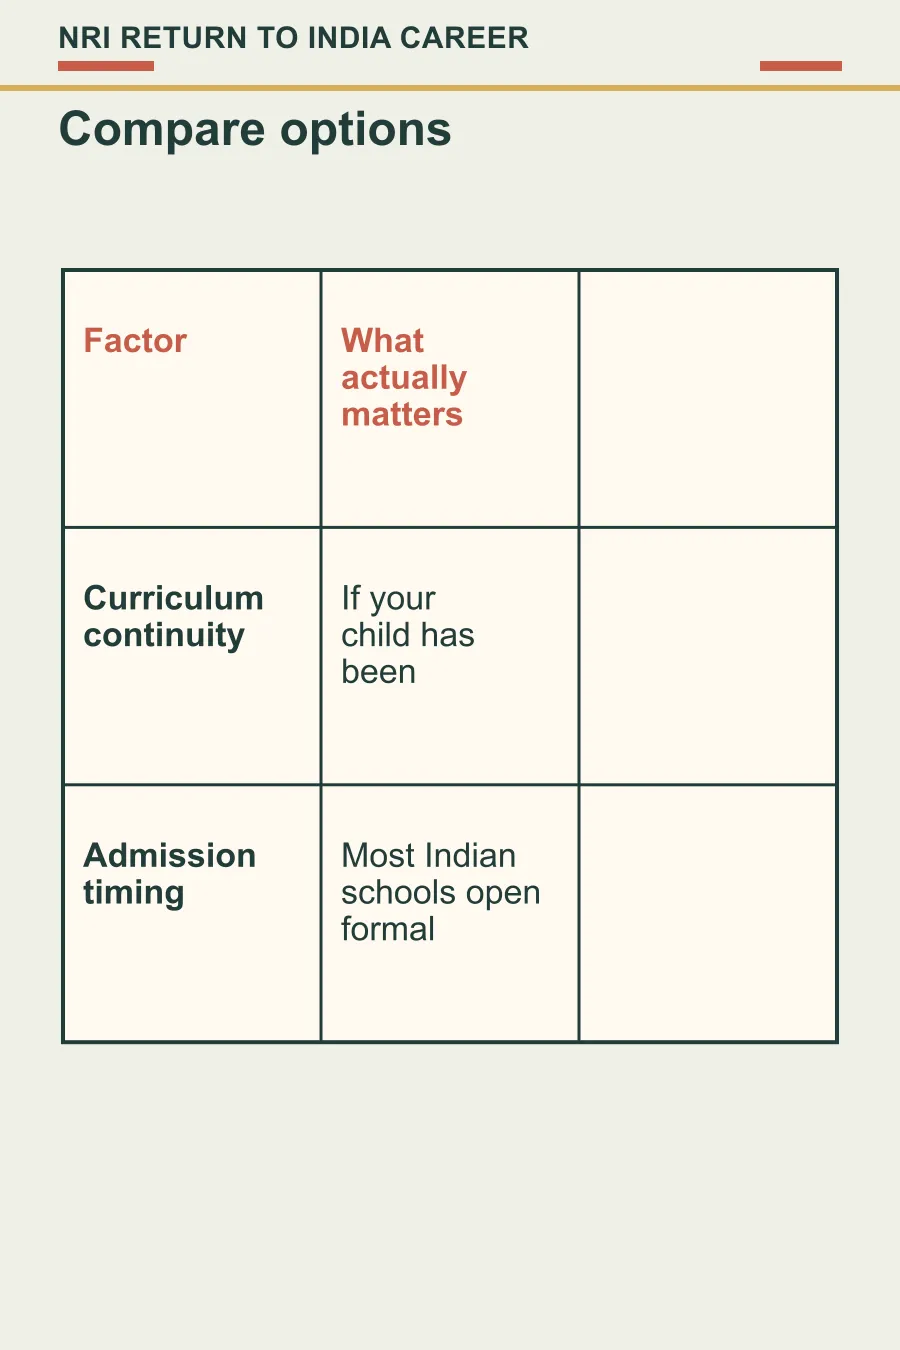 NRI RETURN TO INDIA CAREER
Compare options
Factor
What
actually
matters
Curriculum
continuity
If your
child has
been
Admission
timing
Most Indian
schools open
formal